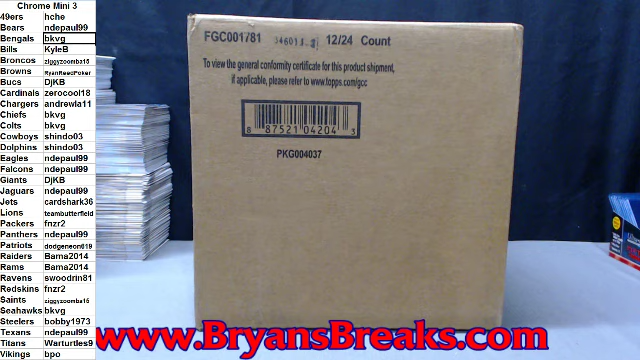 Chrome Mini 3
49ers hche
Bears ndepaul99
Bengals bkvg
Bills KyleB
Broncos ziggyzoomba15
Browns RyanReedPoker
Bucs DjKB
Cardinals zerocool18
Chargers andrewla11
Chiefs bkvg
Colts bkvg
Cowboys shindo03
Dolphins shindo03
Eagles ndepaul99
Falcons ndepaul99
Giants DjKB
Jaguars ndepaul99
Jets cardshark36
Lions teambutterfield
Packers fnzr2
Panthers ndepaul99
Patriots dodgeneon619
Raiders Bama2014
Rams Bama2014
Ravens swoodrin81
Redskins fnzr2
Saints ziggyzoomba15
Seahawks bkvg
Steelers bobby1973
Texans ndepaul99
Titans Warturtles9
Vikings bpo
FGC001781 12/24 Count
To view the general conformity certificate for this product shipment,
if applicable, please refer to www.topps.com/gcc
8 87521 04204 3
PKG004037
www.BryansBreaks.com